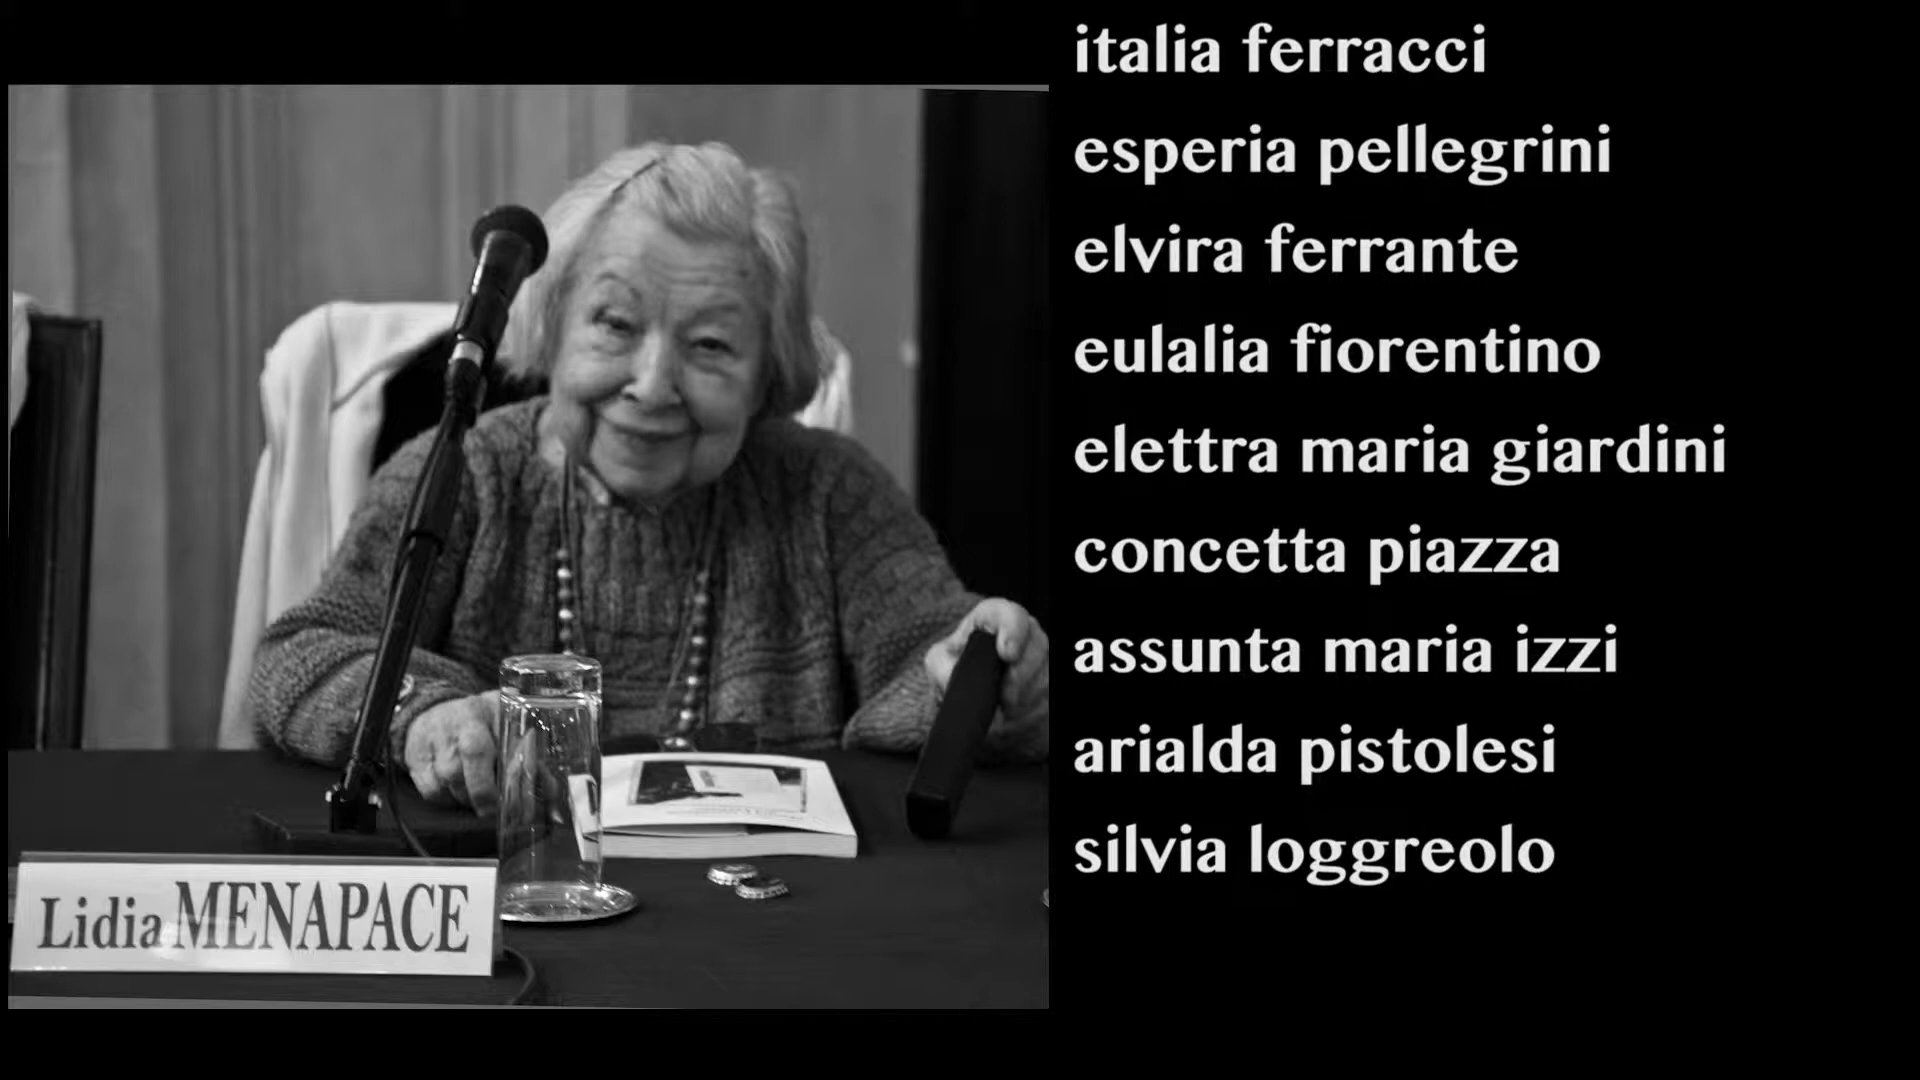 italia ferracci
esperia pellegrini
elvira ferrante
eulalia fiorentino
elettra maria giardini
concetta piazza
assunta maria izzi
arialda pistolesi
silvia loggreolo
Lidia MENAPACE